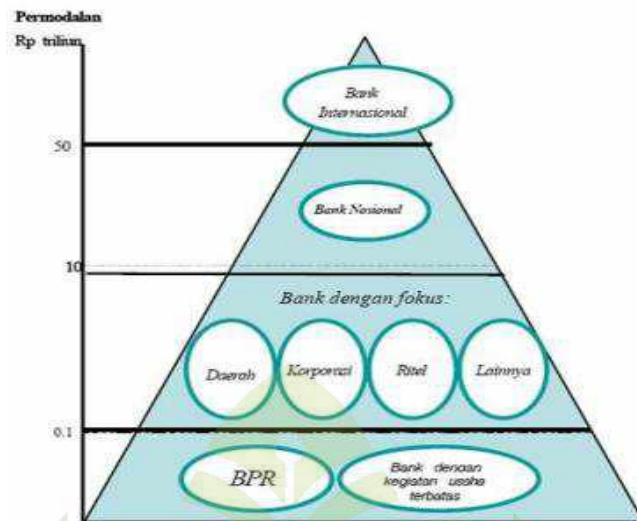 Permodalan
Rp triliun
Bank
Internasional
50
Bank Nasional
10
Bank dengan fokus:
Daerah
Korporasi
Ritel
Lainnya
0.1
BPR
Bank dengan
kegiatan usaha
terbatas